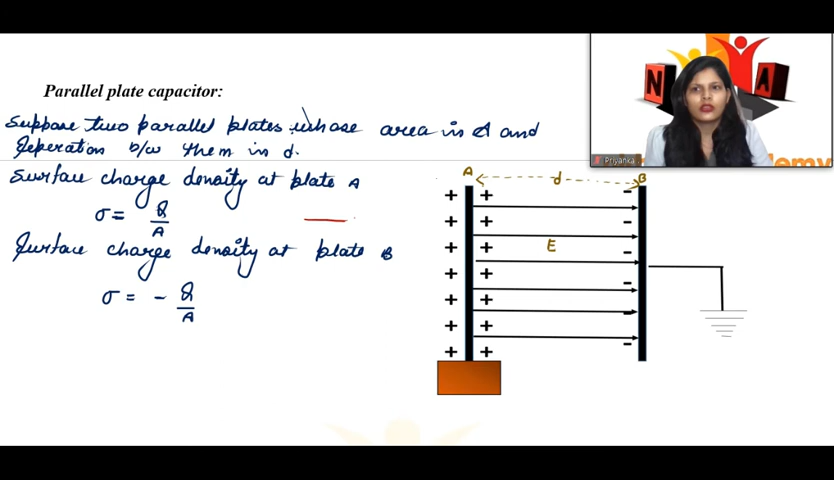 Parallel plate capacitor:
Suppose two parallel plates whose area is A and
Seperation b/w them is d.
Surface charge density at plate A
σ = Q/A
Surface charge density at plate B
σ = - Q/A
A d B
+ + -
+ + -
+ E + -
+ + -
+ + -
+ + -
+ +
N A
Priyanka
emy